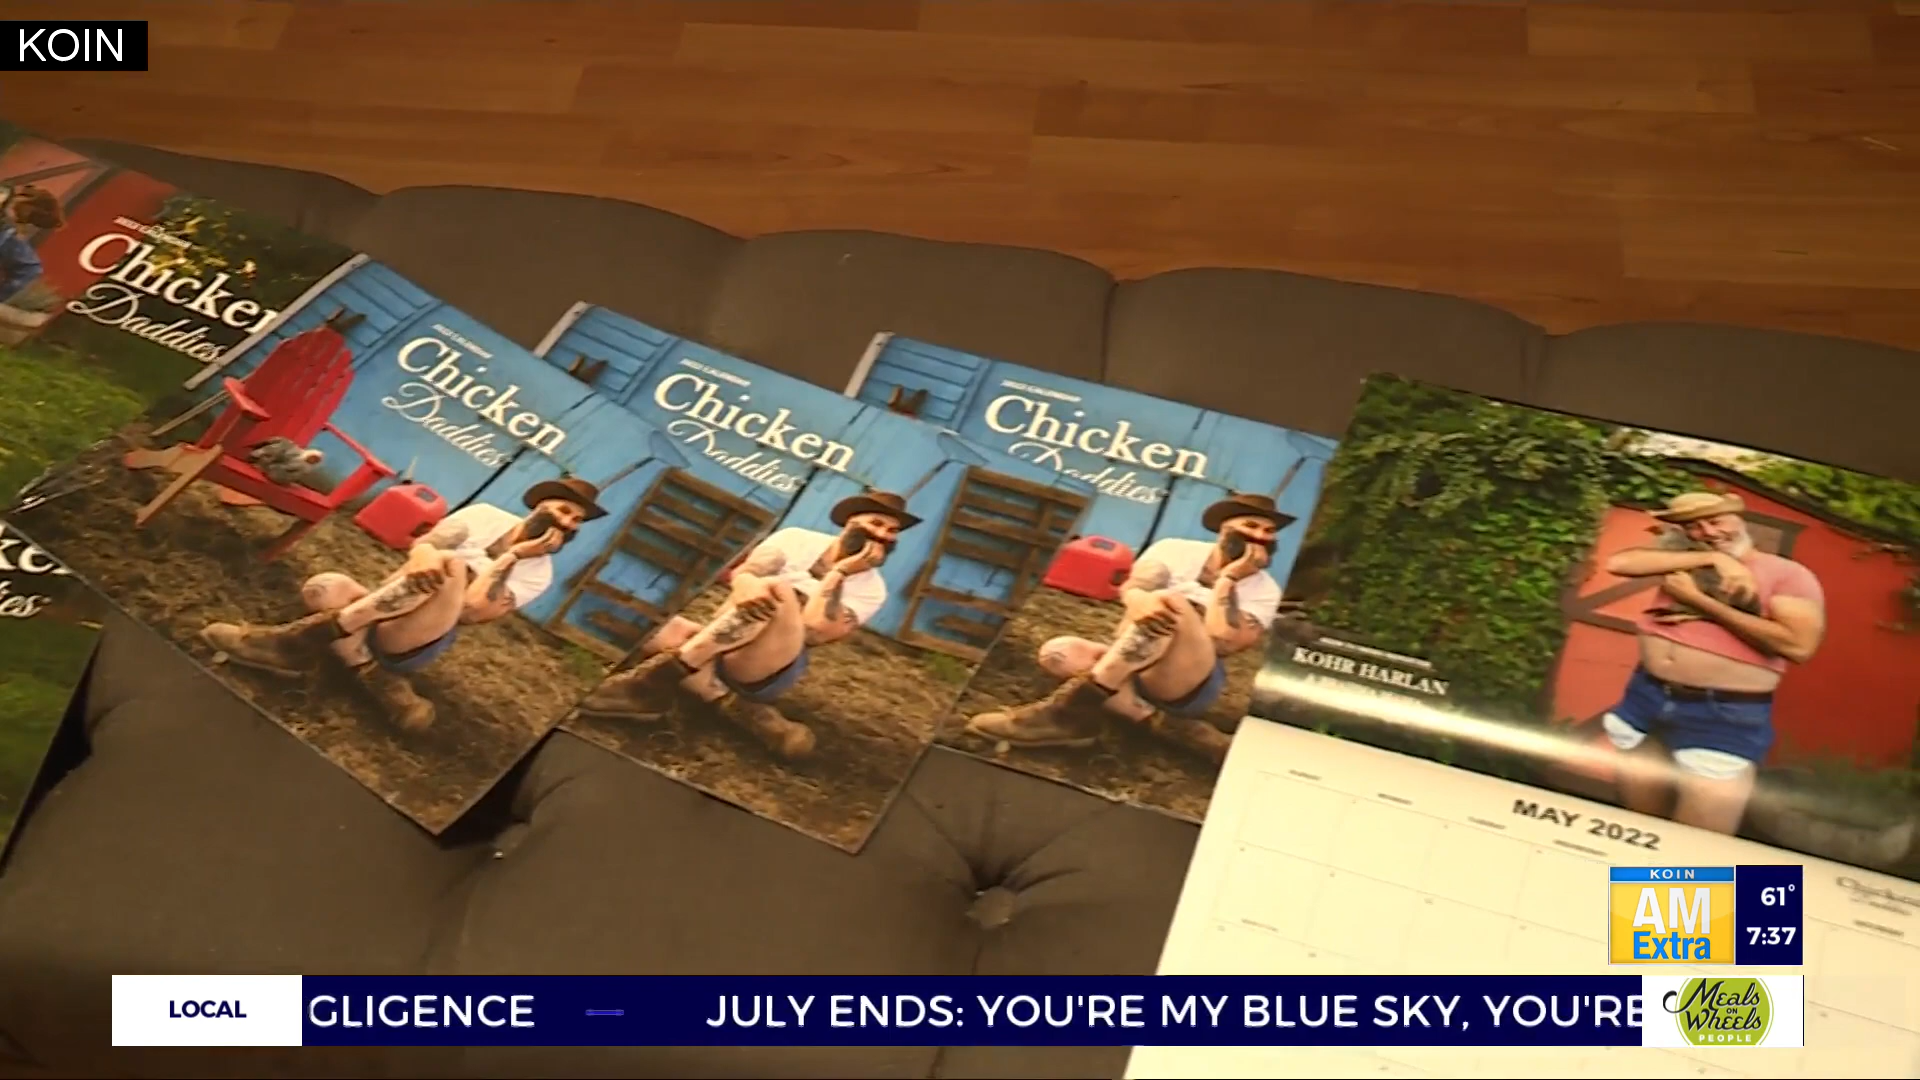 KOIN
Chicken
Daddies
Chicken
Daddies
Chicken
Daddies
Chicken
Daddies
KOHR HARLAN
MAY 2022
KOIN
AM
Extra
61°
7:37
LOCAL
GLIGENCE — JULY ENDS: YOU'RE MY BLUE SKY, YOU'RE
Meals
ON
Wheels
PEOPLE